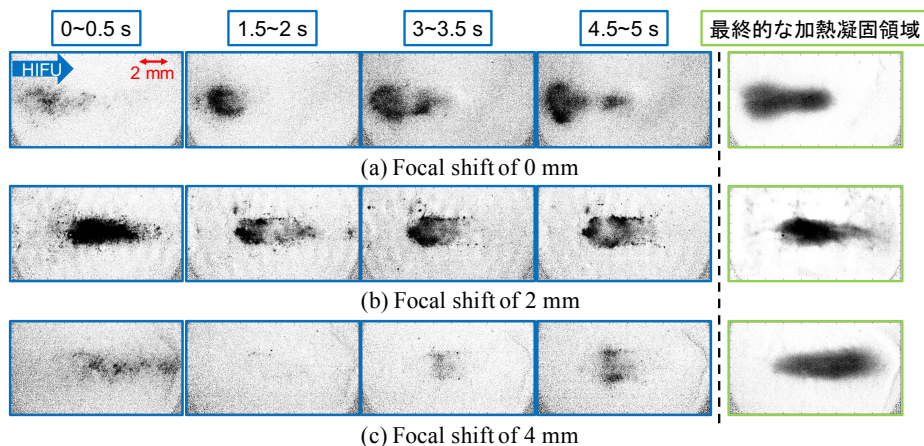 0~0.5 s 1.5~2 s 3~3.5 s 4.5~5 s 最終的な加熱凝固領域
HIFU 2 mm
(a) Focal shift of 0 mm
(b) Focal shift of 2 mm
(c) Focal shift of 4 mm